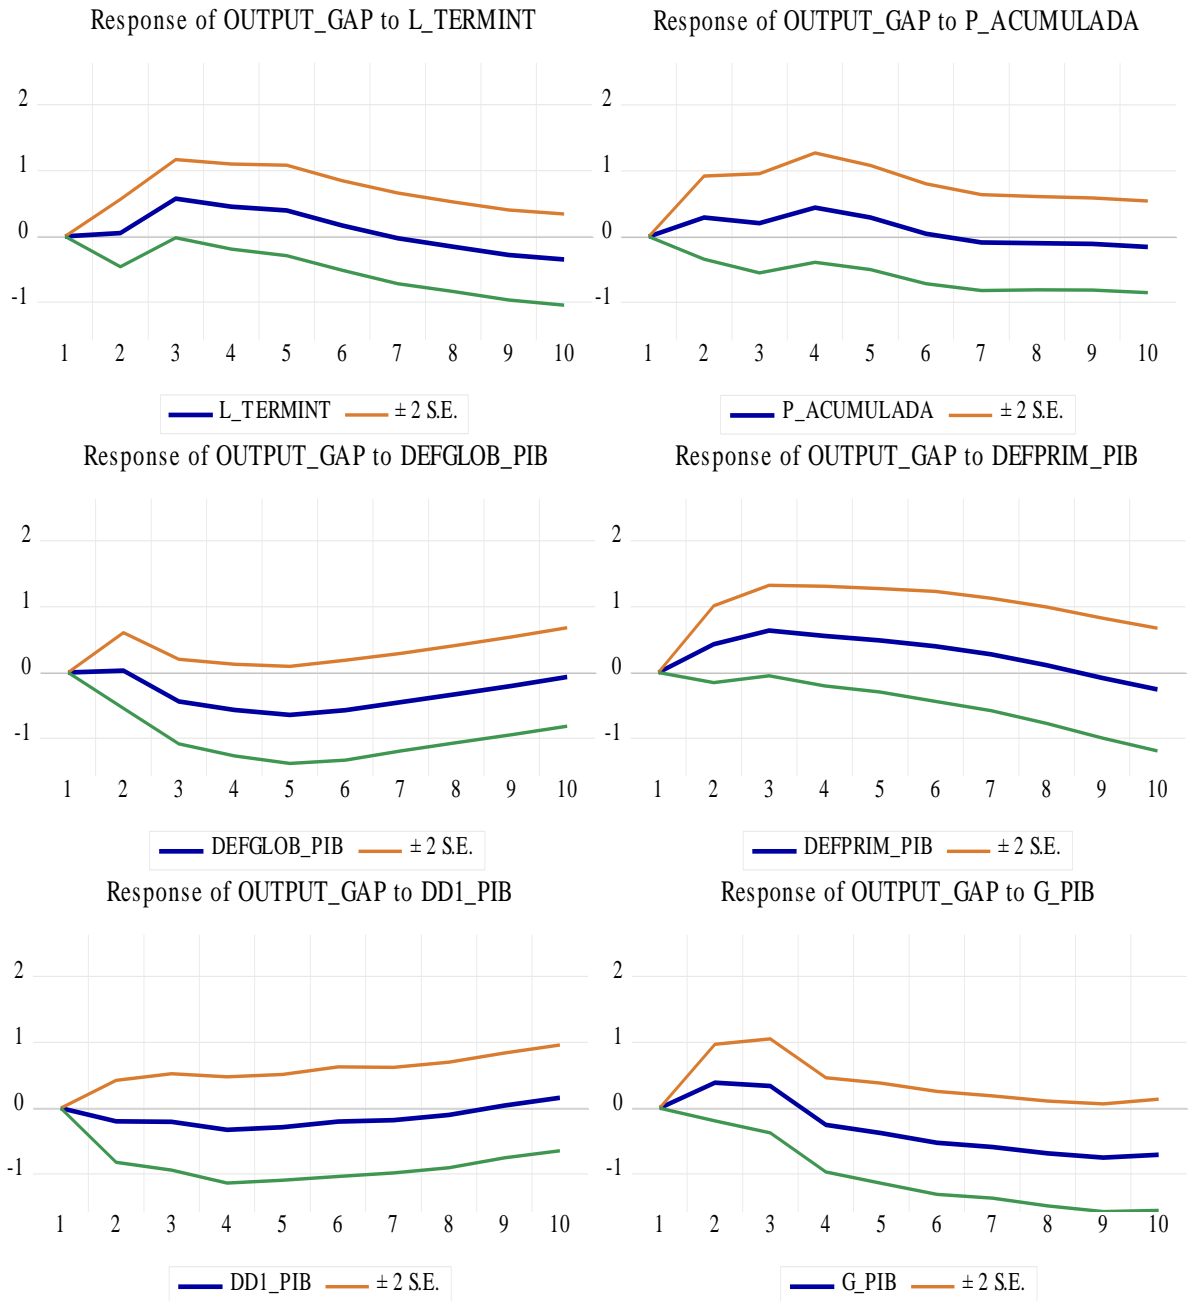 Response of OUTPUT_GAP to L_TERMINT
2
1
0
-1
1 2 3 4 5 6 7 8 9 10
L_TERMINT ± 2 S.E.
Response of OUTPUT_GAP to P_ACUMULADA
2
1
0
-1
1 2 3 4 5 6 7 8 9 10
P_ACUMULADA ± 2 S.E.
Response of OUTPUT_GAP to DEFGLOB_PIB
2
1
0
-1
1 2 3 4 5 6 7 8 9 10
DEFGLOB_PIB ± 2 S.E.
Response of OUTPUT_GAP to DEFPRIM_PIB
2
1
0
-1
1 2 3 4 5 6 7 8 9 10
DEFPRIM_PIB ± 2 S.E.
Response of OUTPUT_GAP to DD1_PIB
2
1
0
-1
1 2 3 4 5 6 7 8 9 10
DD1_PIB ± 2 S.E.
Response of OUTPUT_GAP to G_PIB
2
1
0
-1
1 2 3 4 5 6 7 8 9 10
G_PIB ± 2 S.E.